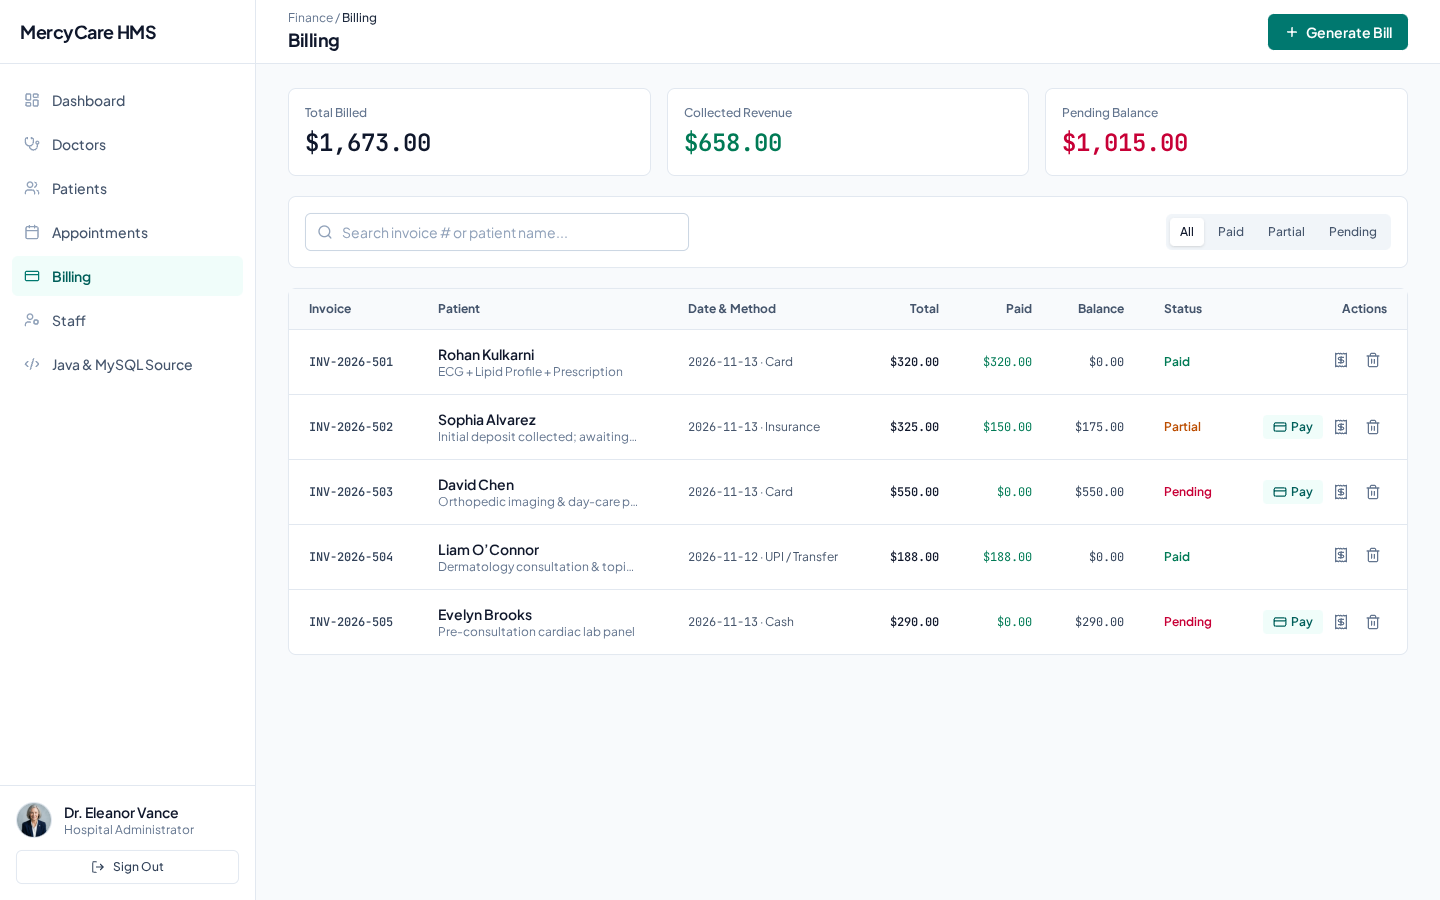 MercyCare HMS
Dashboard
Doctors
Patients
Appointments
Billing
Staff
Java & MySQL Source
Dr. Eleanor Vance
Hospital Administrator
Sign Out
Finance / Billing
Billing
Generate Bill
Total Billed
$1,673.00
Collected Revenue
$658.00
Pending Balance
$1,015.00
Search invoice # or patient name...
All Paid Partial Pending
Invoice Patient Date & Method Total Paid Balance Status Actions
INV-2026-501 Rohan Kulkarni 2026-11-13 · Card $320.00 $320.00 $0.00 Paid
ECG + Lipid Profile + Prescription
INV-2026-502 Sophia Alvarez 2026-11-13 · Insurance $325.00 $150.00 $175.00 Partial Pay
Initial deposit collected; awaiting...
INV-2026-503 David Chen 2026-11-13 · Card $550.00 $0.00 $550.00 Pending Pay
Orthopedic imaging & day-care p...
INV-2026-504 Liam O'Connor 2026-11-12 · UPI / Transfer $188.00 $188.00 $0.00 Paid
Dermatology consultation & topi...
INV-2026-505 Evelyn Brooks 2026-11-13 · Cash $290.00 $0.00 $290.00 Pending Pay
Pre-consultation cardiac lab panel